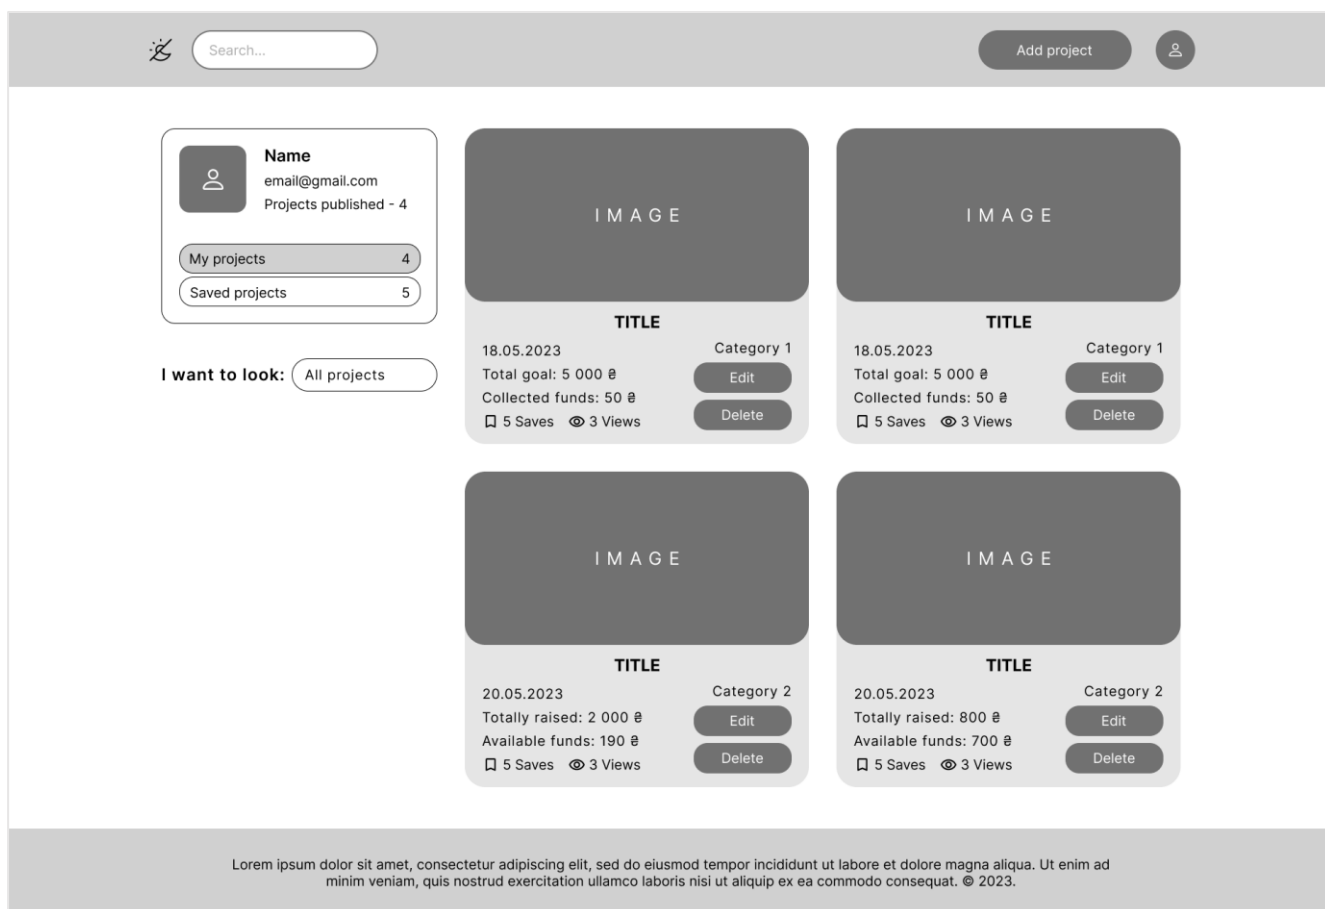 Search...
Add project
Name
email@gmail.com
Projects published - 4
My projects 4
Saved projects 5
I want to look: All projects
IMAGE
TITLE
18.05.2023
Total goal: 5 000 ₴
Collected funds: 50 ₴
5 Saves 3 Views
Category 1
Edit
Delete
IMAGE
TITLE
18.05.2023
Total goal: 5 000 ₴
Collected funds: 50 ₴
5 Saves 3 Views
Category 1
Edit
Delete
IMAGE
TITLE
20.05.2023
Totally raised: 2 000 ₴
Available funds: 190 ₴
5 Saves 3 Views
Category 2
Edit
Delete
IMAGE
TITLE
20.05.2023
Totally raised: 800 ₴
Available funds: 700 ₴
5 Saves 3 Views
Category 2
Edit
Delete
Lorem ipsum dolor sit amet, consectetur adipiscing elit, sed do eiusmod tempor incididunt ut labore et dolore magna aliqua. Ut enim ad
minim veniam, quis nostrud exercitation ullamco laboris nisi ut aliquip ex ea commodo consequat. © 2023.